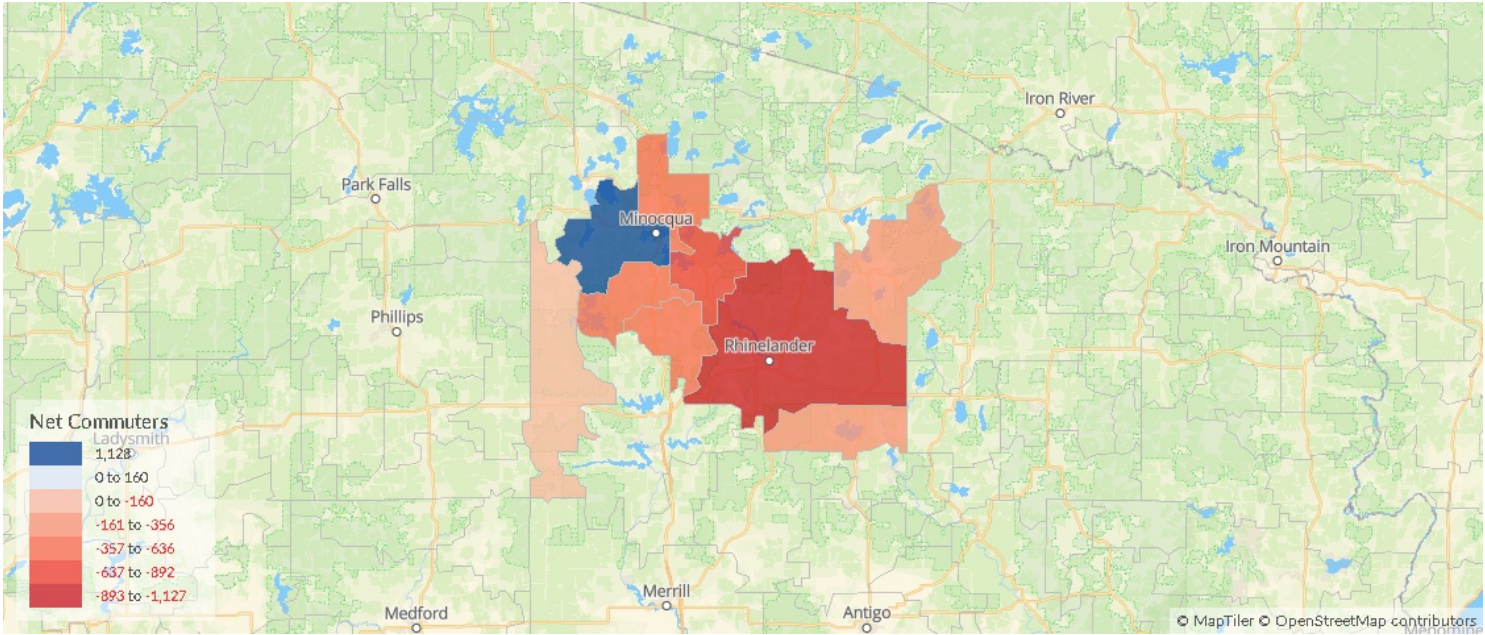 Iron River
Park Falls
Minocqua
Iron Mountain
Phillips
Rhinelander
Net Commuters
Ladysmith
1,128
0 to 160
0 to -160
-161 to -356
-357 to -636
-637 to -892
-893 to -1,127
Merrill
Medford
Antigo
© MapTiler © OpenStreetMap contributors